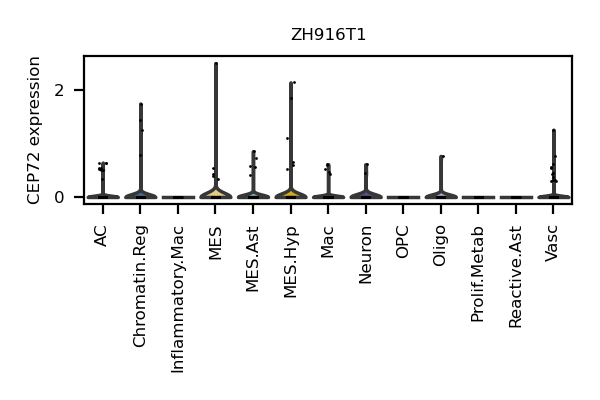 ZH916T1
CEP72 expression
2
0
AC
Chromatin.Reg
Inflammatory.Mac
MES
MES.Ast
MES.Hyp
Mac
Neuron
OPC
Oligo
Prolif.Metab
Reactive.Ast
Vasc